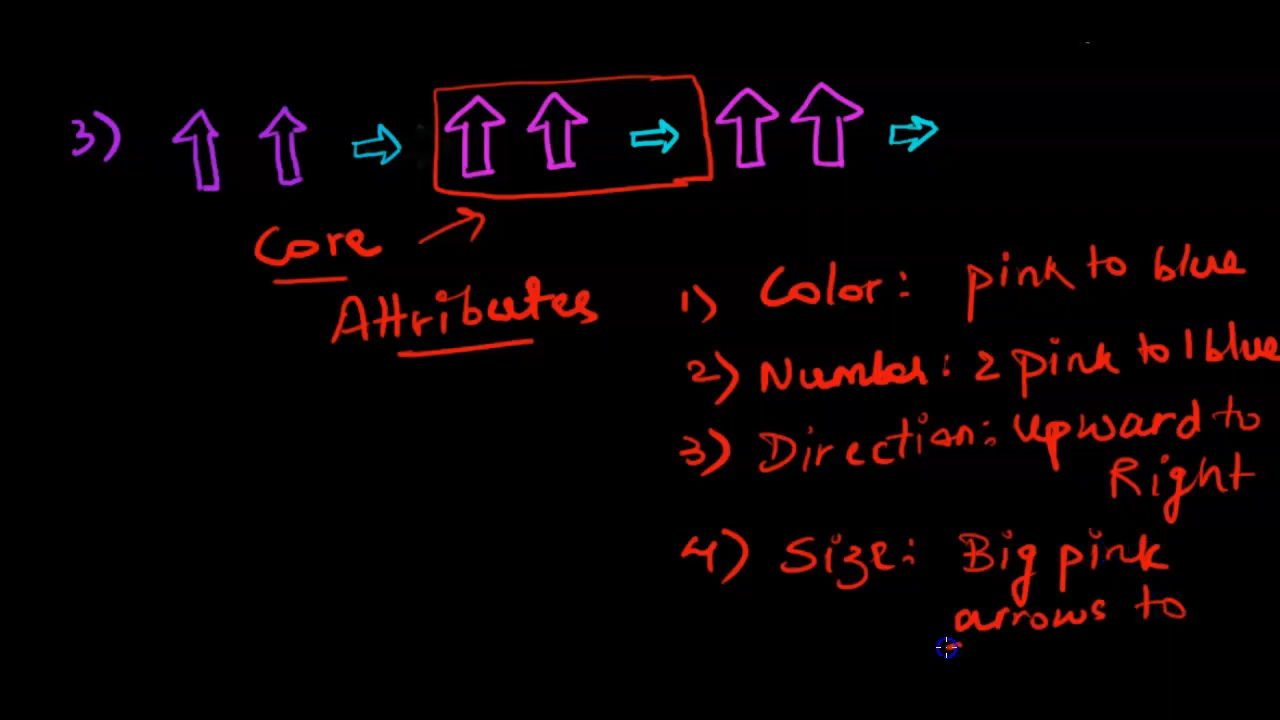 3)
Core
Attributes
1) Color: pink to blue
2) Number: 2 pink to 1 blue
3) Direction: Upward to
Right
4) Size: Big pink
arrows to